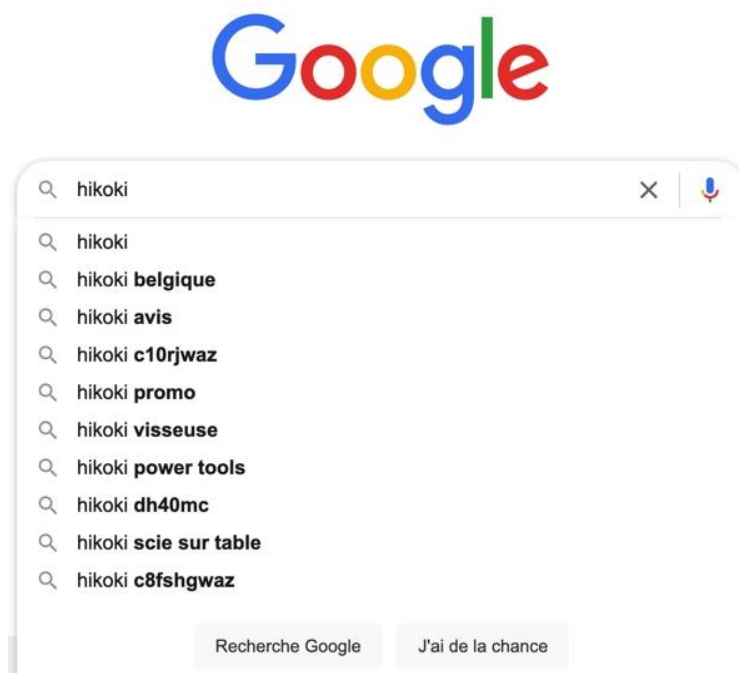 Google
hikoki
hikoki
hikoki belgique
hikoki avis
hikoki c10rjwaz
hikoki promo
hikoki visseuse
hikoki power tools
hikoki dh40mc
hikoki scie sur table
hikoki c8fshgwaz
Recherche Google J'ai de la chance